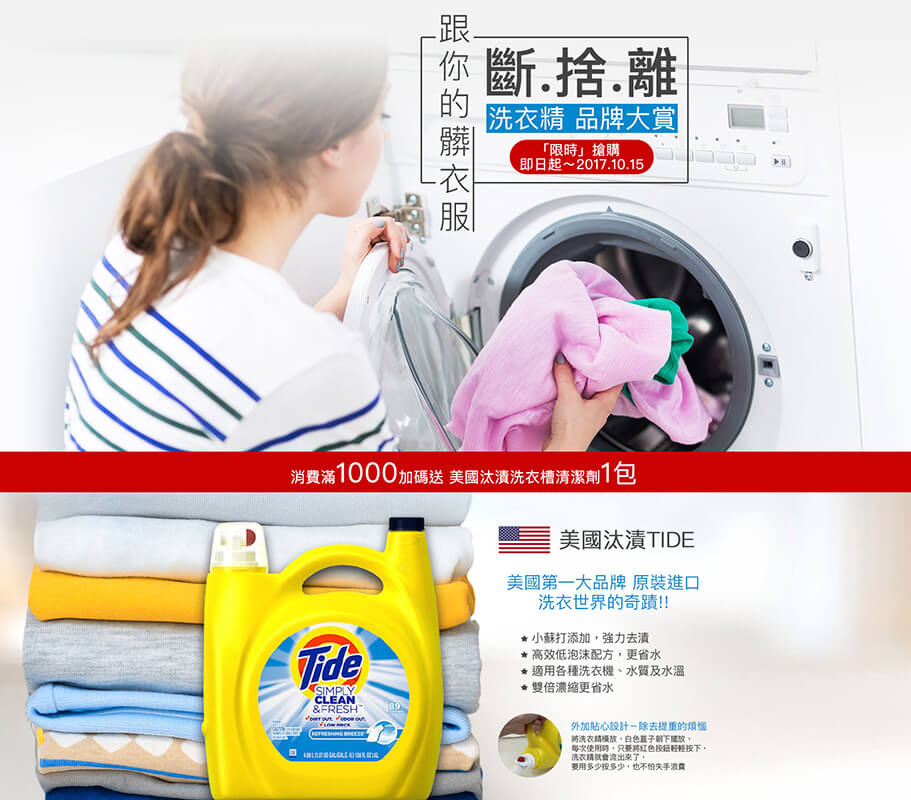 跟你的髒衣服
斷.捨.離
洗衣精 品牌大賞
「限時」搶購
即日起～2017.10.15
消費滿1000加碼送 美國汰漬洗衣槽清潔劑1包
美國汰漬TIDE
美國第一大品牌 原裝進口
洗衣世界的奇蹟!!
★ 小蘇打添加，強力去漬
★ 高效低泡沫配方，更省水
★ 適用各種洗衣機、水質及水溫
★ 雙倍濃縮更省水
Tide
SIMPLY
CLEAN
& FRESH™
89
✓DIRT OUT. ✓ODOR OUT.
✓LOW PRICE.
REFRESHING BREEZE™
外加貼心設計－除去提重的煩惱
將洗衣精橫放，白色蓋子朝下擺放，
每次使用時，只要將紅色按鈕輕輕按下，
洗衣精就會流出來了，
要用多少按多少，也不怕失手浪費